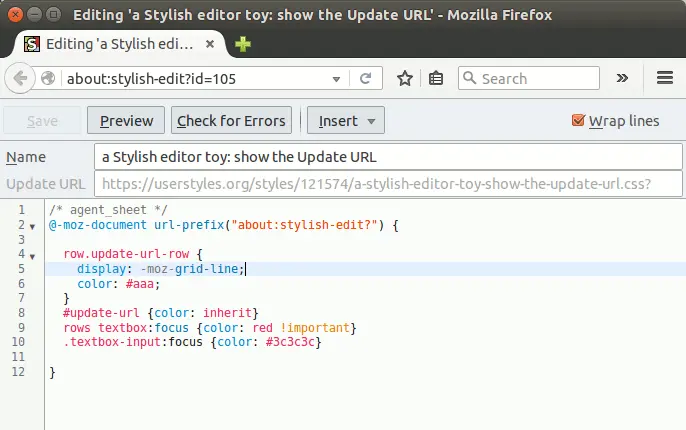 Editing 'a Stylish editor toy: show the Update URL' - Mozilla Firefox
S Editing 'a Stylish edi...
about:stylish-edit?id=105 Search
Save Preview Check for Errors Insert Wrap lines
Name a Stylish editor toy: show the Update URL
Update URL https://userstyles.org/styles/121574/a-stylish-editor-toy-show-the-update-url.css?
1 /* agent_sheet */
2 @-moz-document url-prefix("about:stylish-edit?") {
3
4 row.update-url-row {
5 display: -moz-grid-line;
6 color: #aaa;
7 }
8 #update-url {color: inherit}
9 rows textbox:focus {color: red !important}
10 .textbox-input:focus {color: #3c3c3c}
11
12 }